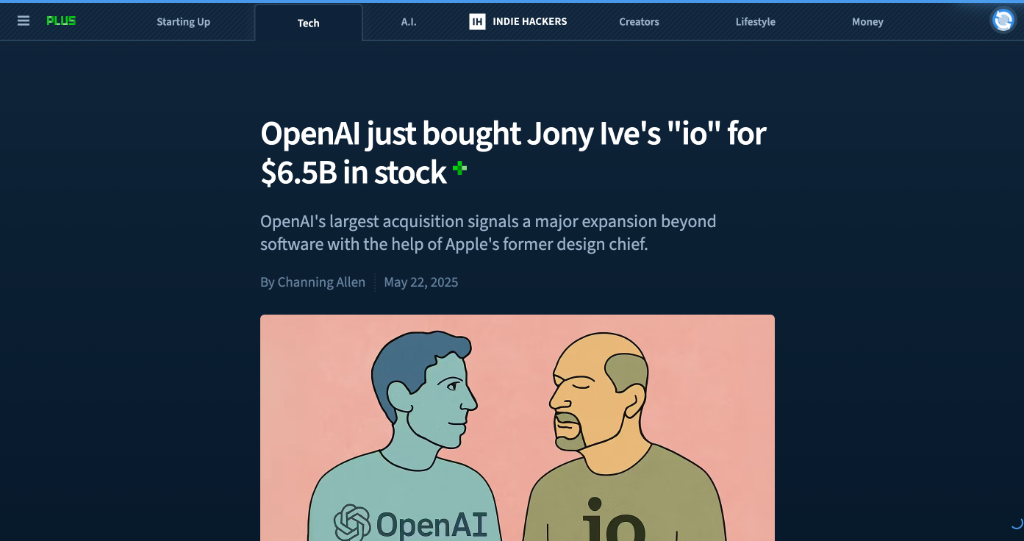 PLUS
Starting Up
Tech
A.I.
IH INDIE HACKERS
Creators
Lifestyle
Money
OpenAI just bought Jony Ive's "io" for
$6.5B in stock
OpenAI's largest acquisition signals a major expansion beyond
software with the help of Apple's former design chief.
By Channing Allen
May 22, 2025
OpenAI
io